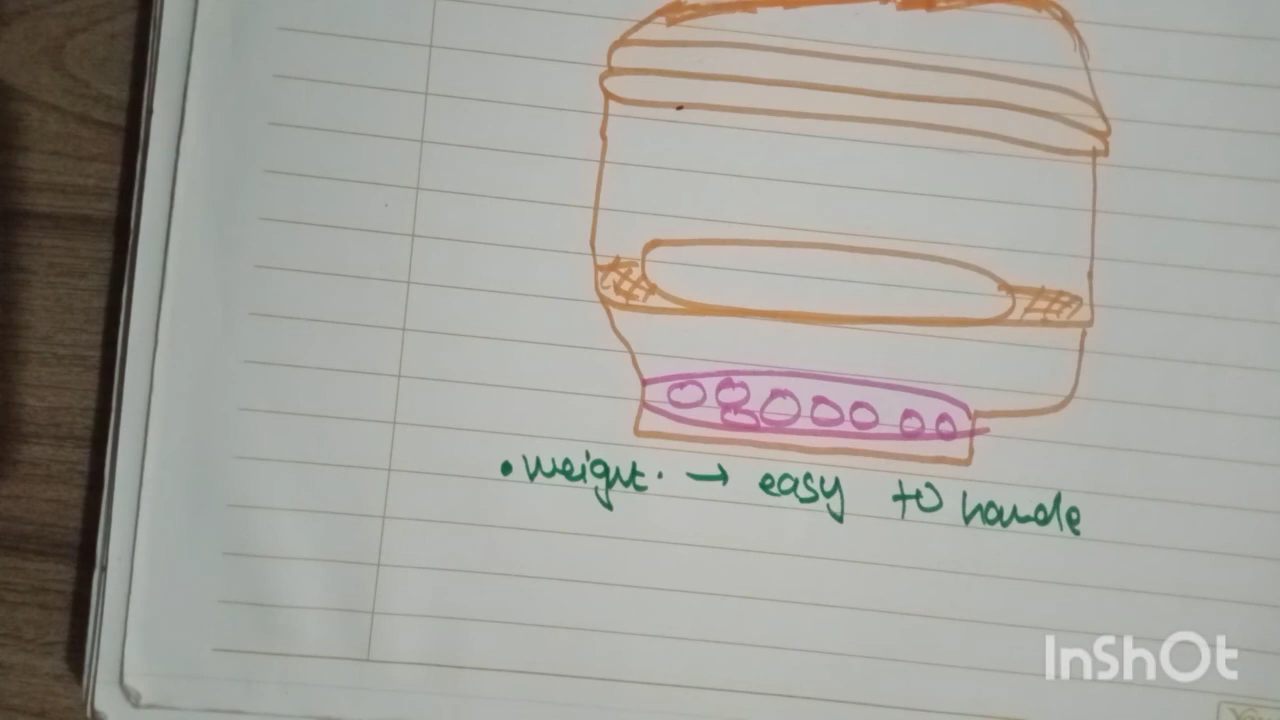 • weight. → easy to handle
InShOt